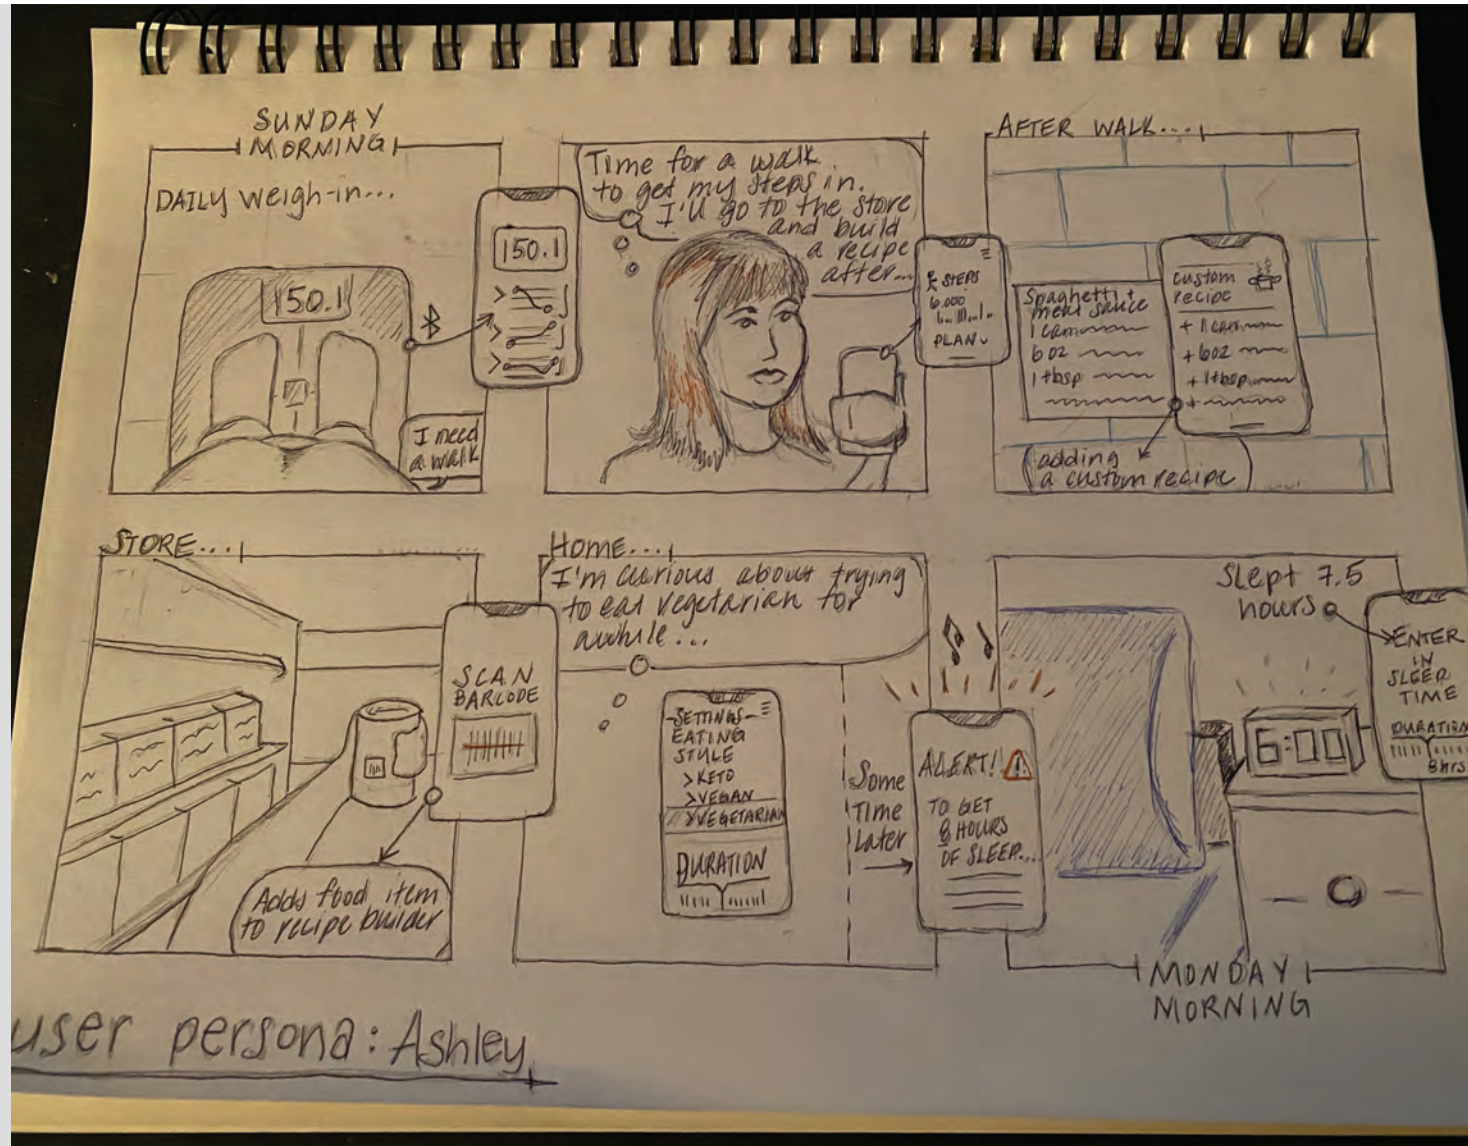 SUNDAY
MORNING
DAILY weigh-in...
150.1
150.1
I need
a walk
Time for a walk
to get my steps in.
I'll go to the store
and build
a recipe
after...
STEPS
6,000
PLAN
AFTER WALK...
Spaghetti +
meat sauce
1 can
6 oz
1 tbsp
custom
recipe
+ 1 can
+ 6oz
+ 1 tbsp
+
adding
a custom recipe
STORE...
SCAN
BARCODE
Adds food item
to recipe builder
Home...
I'm curious about trying
to eat vegetarian for
awhile...
-SETTINGS-
EATING
STYLE
>KETO
>VEGAN
>VEGETARIAN
DURATION
Some
Time
Later
ALERT!
TO GET
8 HOURS
OF SLEEP...
Slept 7.5
hours
6:00
ENTER
IN
SLEEP
TIME
DURATION
8hrs
MONDAY
MORNING
user persona: Ashley